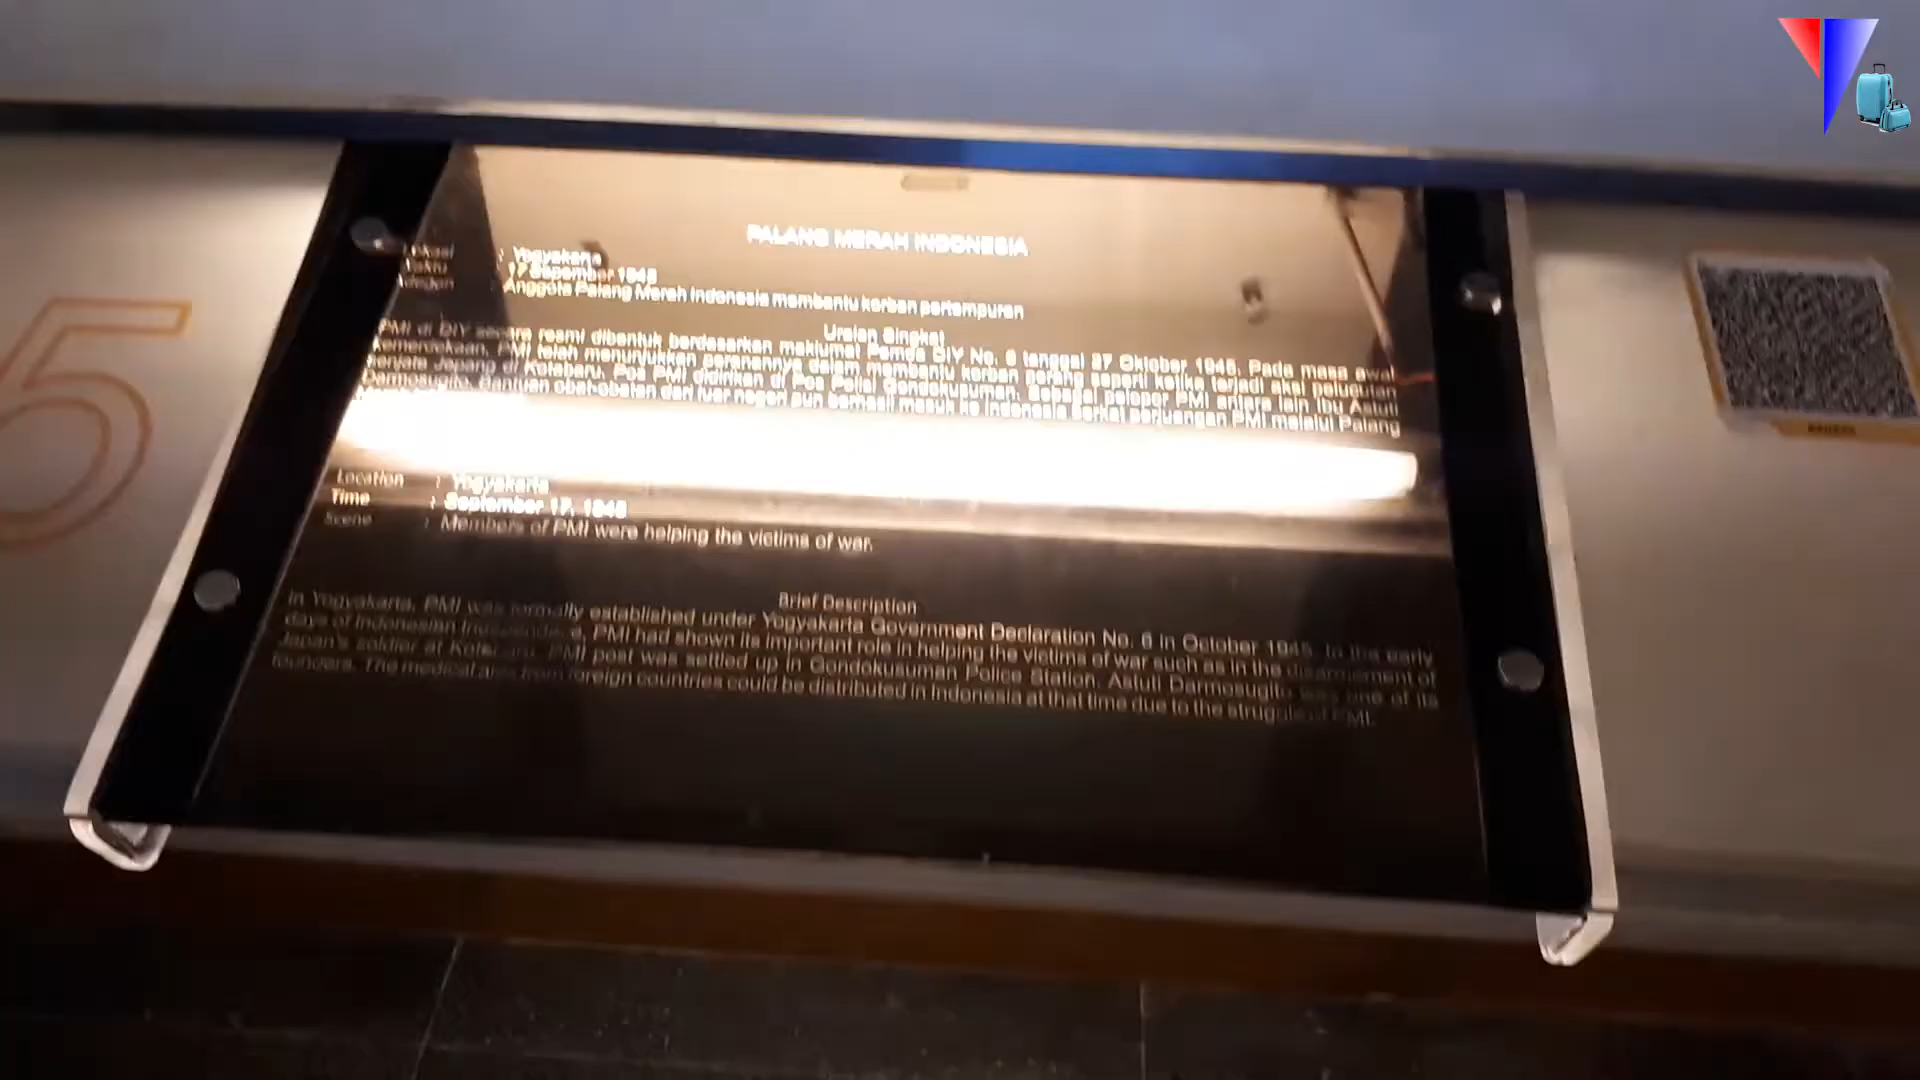 5
PALANG MERAH INDONESIA
: Yogyakarta
: 17 September 1945
: Anggota Palang Merah Indonesia membantu korban pertempuran
Uraian Singkat
PMI di DIY secara resmi dibentuk berdasarkan maklumat Pemda DIY No. 6 tanggal 27 Oktober 1945. Pada masa awal
kemerdekaan, PMI telah menunjukkan peranannya dalam membantu korban perang seperti ketika terjadi aksi pelucutan
senjata Jepang di Kotabaru. Pos PMI didirikan di Pos Polisi Gondokusuman. Sebagai pelopor PMI antara lain Ibu Astuti
Darmosugito. Bantuan obat-obatan dari luar negeri pun berhasil masuk ke Indonesia berkat perjuangan PMI melalui Palang
Location : Yogyakarta
Time : September 17, 1945
Scene : Members of PMI were helping the victims of war.
Brief Description
In Yogyakarta, PMI was formally established under Yogyakarta Government Declaration No. 6 in October 1945. In the early
days of Indonesian PMI had shown its important role in helping the victims of war such as in the disarmament of
Japan's soldier at PMI post was settled up in Gondokusuman Police Station. Astuti Darmosugito was one of its
founders. The medical aids from foreign countries could be distributed in Indonesia at that time due to the struggle of PMI.